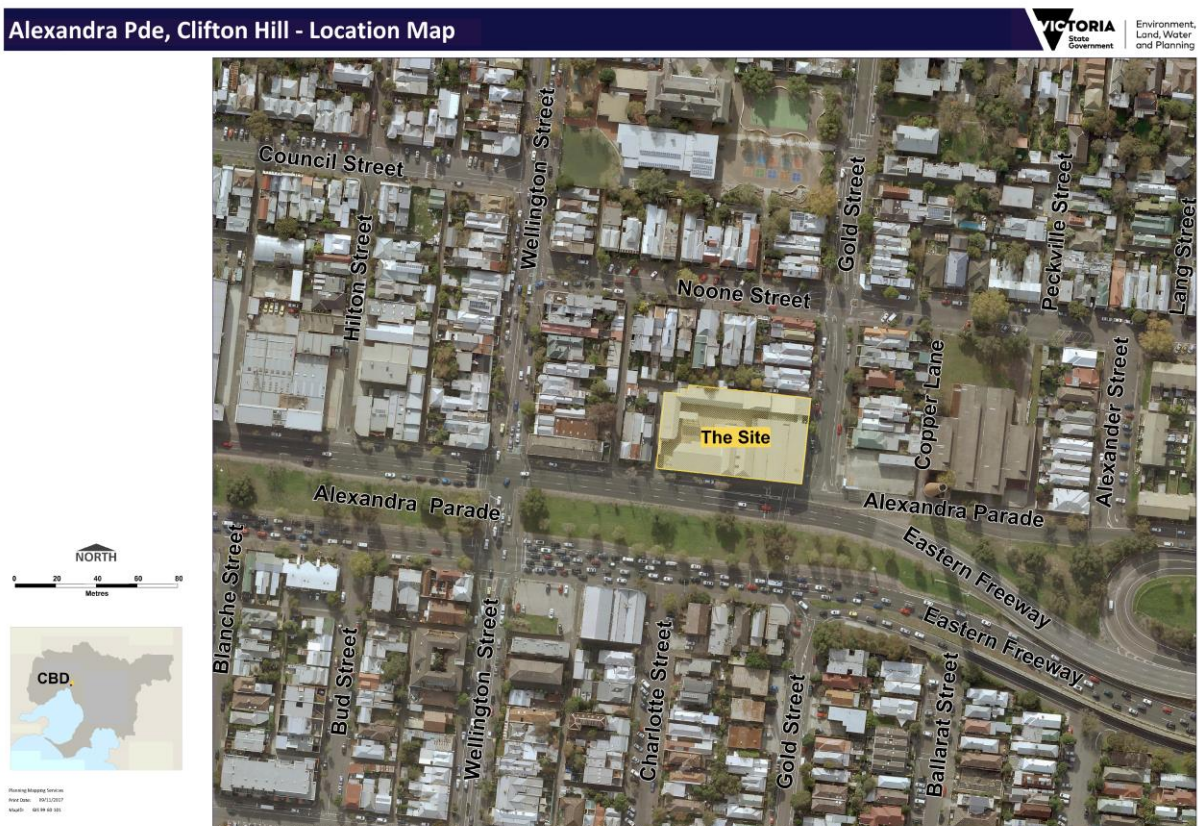 Alexandra Pde, Clifton Hill - Location Map
VICTORIA
State
Government
Environment,
Land, Water
and Planning
Council Street
Wellington Street
Gold Street
Peckville Street
Lang Street
Hilton Street
Noone Street
Copper Lane
Alexander Street
The Site
Alexandra Parade
Alexandra Parade
Eastern Freeway
Eastern Freeway
Blanche Street
Bud Street
Wellington Street
Charlotte Street
Gold Street
Ballarat Street
NORTH
0 20 40 60 80
Metres
CBD
Planning Mapping Services
Print Date: